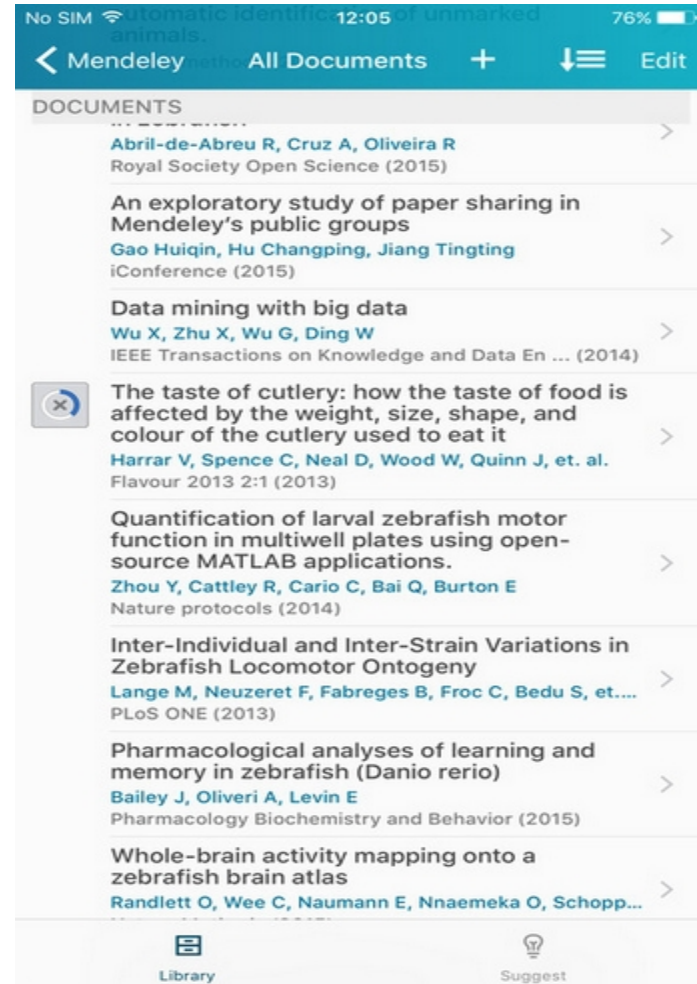 No SIM 12:05 76%
automatic identification of unmarked
animals.
Mendeley All Documents + Edit
DOCUMENTS
in zebrafish
Abril-de-Abreu R, Cruz A, Oliveira R
Royal Society Open Science (2015)
An exploratory study of paper sharing in
Mendeley's public groups
Gao Huiqin, Hu Changping, Jiang Tingting
iConference (2015)
Data mining with big data
Wu X, Zhu X, Wu G, Ding W
IEEE Transactions on Knowledge and Data En ... (2014)
The taste of cutlery: how the taste of food is
affected by the weight, size, shape, and
colour of the cutlery used to eat it
Harrar V, Spence C, Neal D, Wood W, Quinn J, et. al.
Flavour 2013 2:1 (2013)
Quantification of larval zebrafish motor
function in multiwell plates using open-
source MATLAB applications.
Zhou Y, Cattley R, Cario C, Bai Q, Burton E
Nature protocols (2014)
Inter-Individual and Inter-Strain Variations in
Zebrafish Locomotor Ontogeny
Lange M, Neuzeret F, Fabreges B, Froc C, Bedu S, et....
PLoS ONE (2013)
Pharmacological analyses of learning and
memory in zebrafish (Danio rerio)
Bailey J, Oliveri A, Levin E
Pharmacology Biochemistry and Behavior (2015)
Whole-brain activity mapping onto a
zebrafish brain atlas
Randlett O, Wee C, Naumann E, Nnaemeka O, Schopp...
Library Suggest